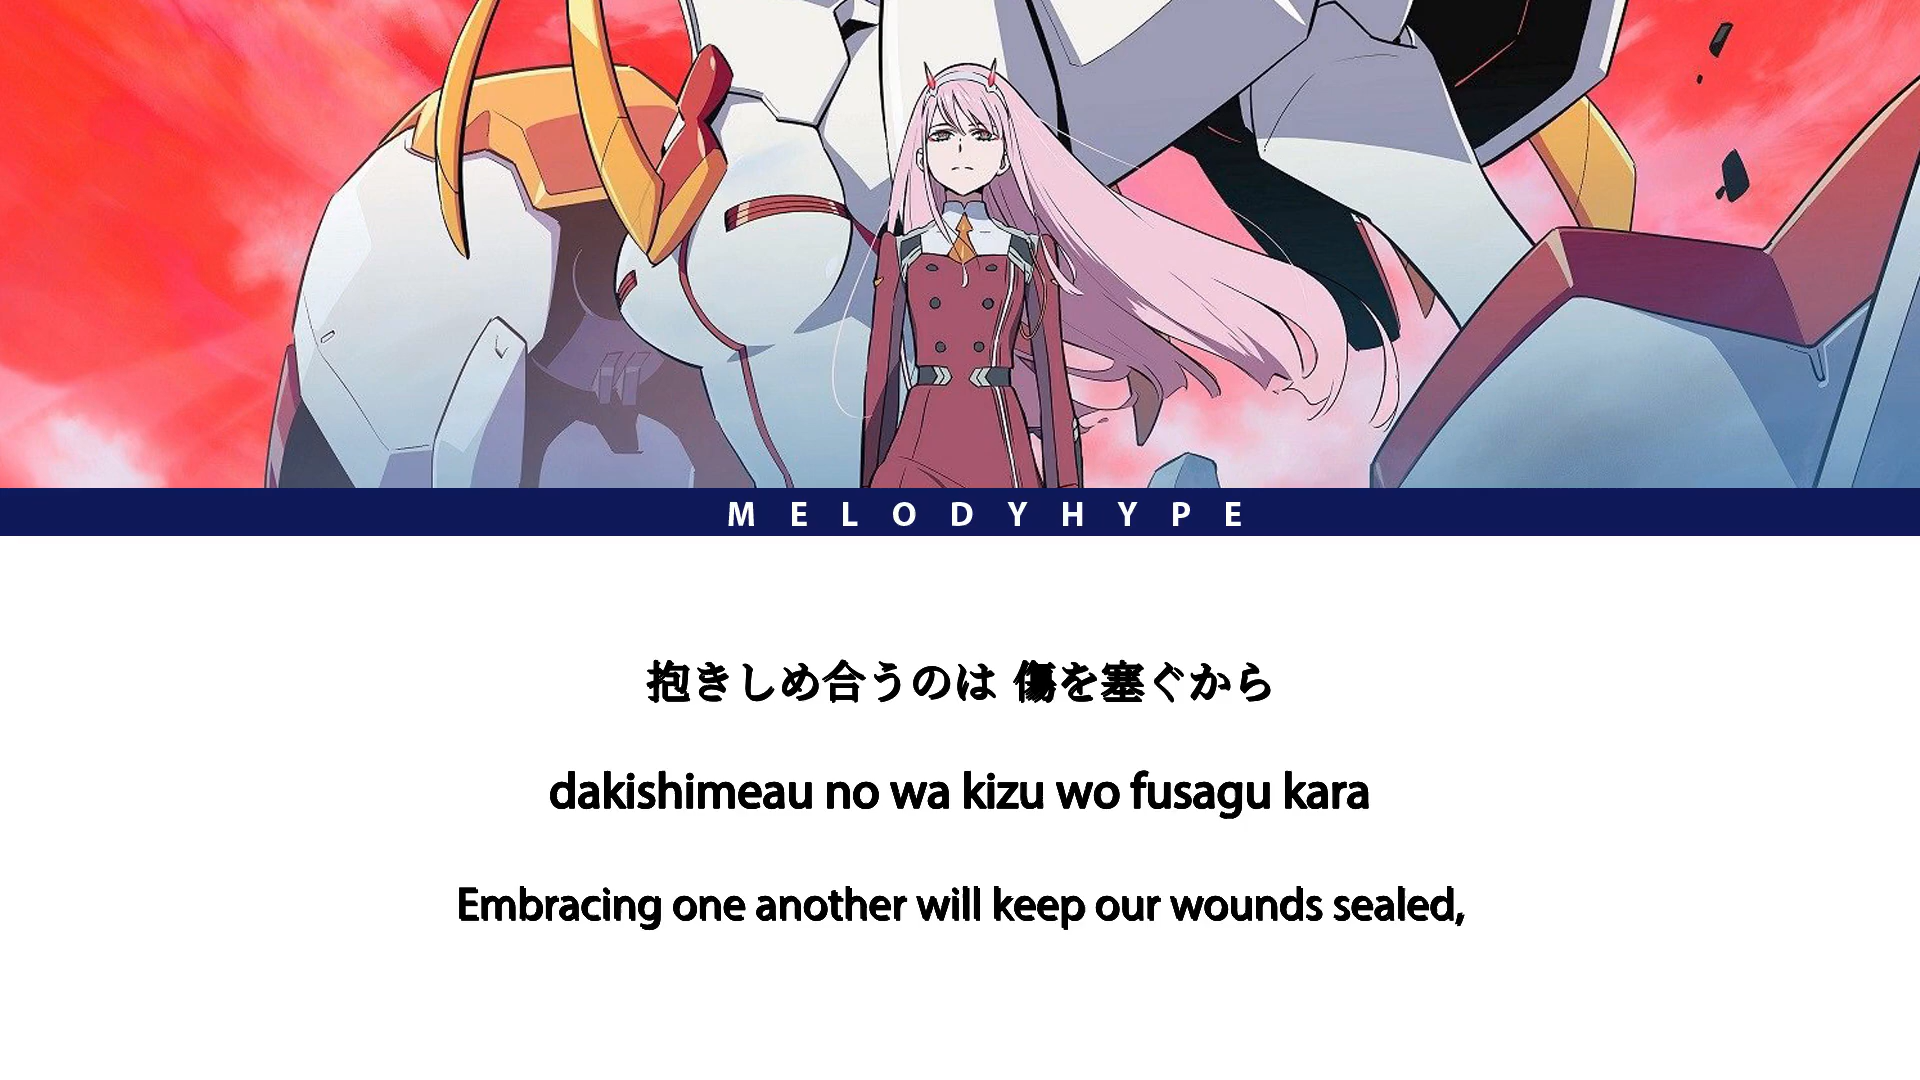 MELODYHYPE
抱きしめ合うのは 傷を塞ぐから
dakishimeau no wa kizu wo fusagu kara
Embracing one another will keep our wounds sealed,